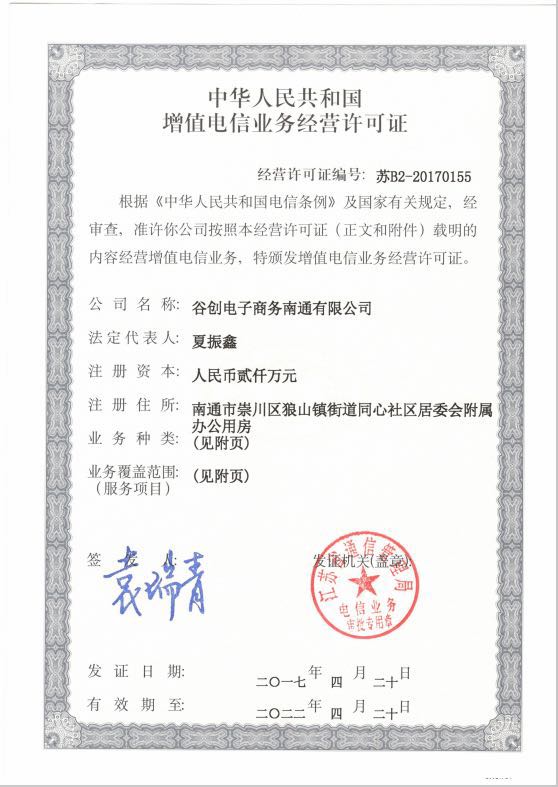 中华人民共和国
增值电信业务经营许可证
经营许可证编号: 苏B2-20170155
根据《中华人民共和国电信条例》及国家有关规定，经
审查，准许你公司按照本经营许可证（正文和附件）载明的
内容经营增值电信业务，特颁发增值电信业务经营许可证。
公司名称: 谷创电子商务南通有限公司
法定代表人: 夏振鑫
注册资本: 人民币贰仟万元
注册住所: 南通市崇川区狼山镇街道同心社区居委会附属
办公用房
业务种类: (见附页)
业务覆盖范围: (见附页)
（服务项目）
签发人: 袁瑞青
发证机关(盖章):
江苏省通信管理局
电信业务
审批专用章
发证日期: 二〇一七年四月二十日
有效期至: 二〇二二年四月二十日